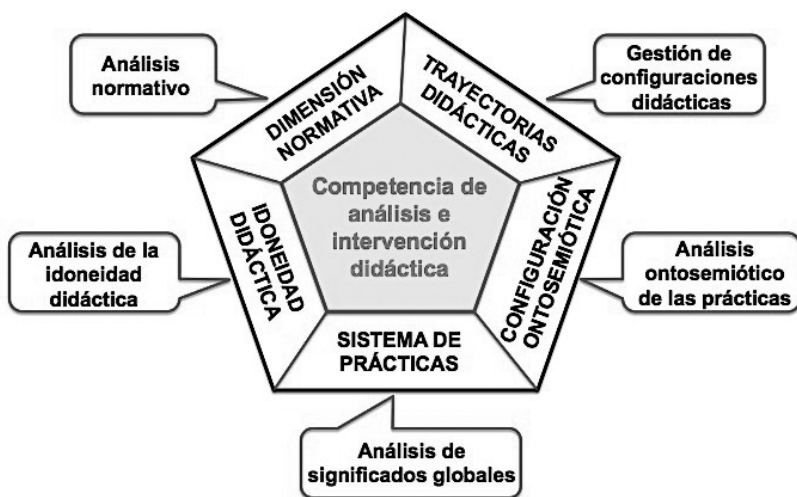 Análisis
normativo
DIMENSIÓN
NORMATIVA
TRAYECTORIAS
DIDÁCTICAS
Gestión de
configuraciones
didácticas
Competencia de
análisis e
intervención
didáctica
Análisis de la
idoneidad
didáctica
IDONEIDAD
DIDÁCTICA
CONFIGURACIÓN
ONTOSEMIÓTICA
Análisis
ontosemiótico
de las prácticas
SISTEMA DE
PRÁCTICAS
Análisis de
significados globales